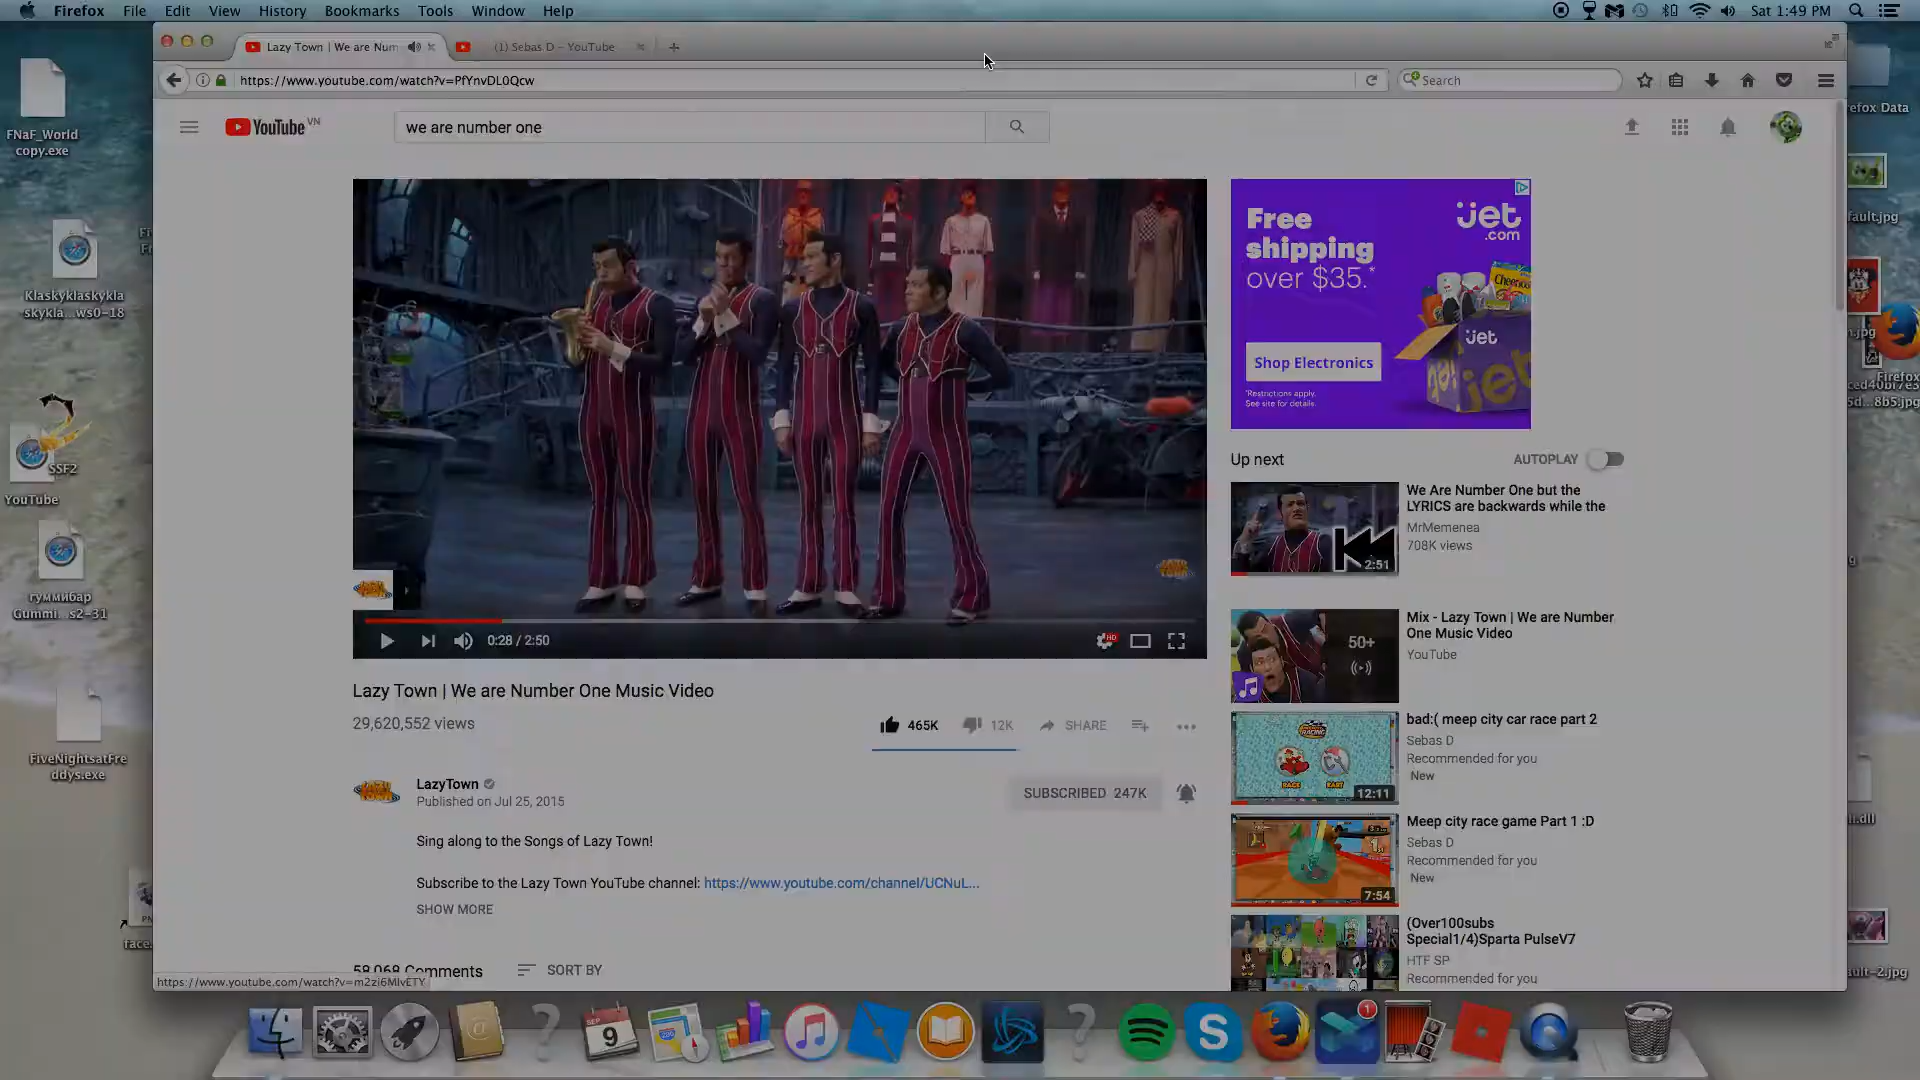 Firefox File Edit View History Bookmarks Tools Window Help
Sat 1:49 PM
Lazy Town | We are Num
(1) Sebas D - YouTube
https://www.youtube.com/watch?v=PfYnvDL0Qcw
Search
YouTube VN
we are number one
FNaF_World
copy.exe
Klaskyklaskykla
skykla...ws0-18
SSF2
YouTube
гуммибар
Gummi...s2-31
FiveNightsatFre
ddys.exe
face.
Free
shipping
over $35.*
jet
.com
Cheerios
jet
jet
Shop Electronics
*Restrictions apply.
See site for details.
0:28 / 2:50
HD
Lazy Town | We are Number One Music Video
29,620,552 views
465K
12K
SHARE
LazyTown
Published on Jul 25, 2015
SUBSCRIBED 247K
Sing along to the Songs of Lazy Town!
Subscribe to the Lazy Town YouTube channel: https://www.youtube.com/channel/UCNuL...
SHOW MORE
58,068 Comments
SORT BY
https://www.youtube.com/watch?v=m2zi6MlvETY
Up next
AUTOPLAY
We Are Number One but the
LYRICS are backwards while the
MrMemenea
708K views
2:51
Mix - Lazy Town | We are Number
One Music Video
YouTube
50+
bad:( meep city car race part 2
Sebas D
Recommended for you
New
12:11
Meep city race game Part 1 :D
Sebas D
Recommended for you
New
7:54
(Over100subs
Special1/4)Sparta PulseV7
HTF SP
Recommended for you
efox Data
fault.jpg
Firefox
ault-2.jpg
SEP
9
1